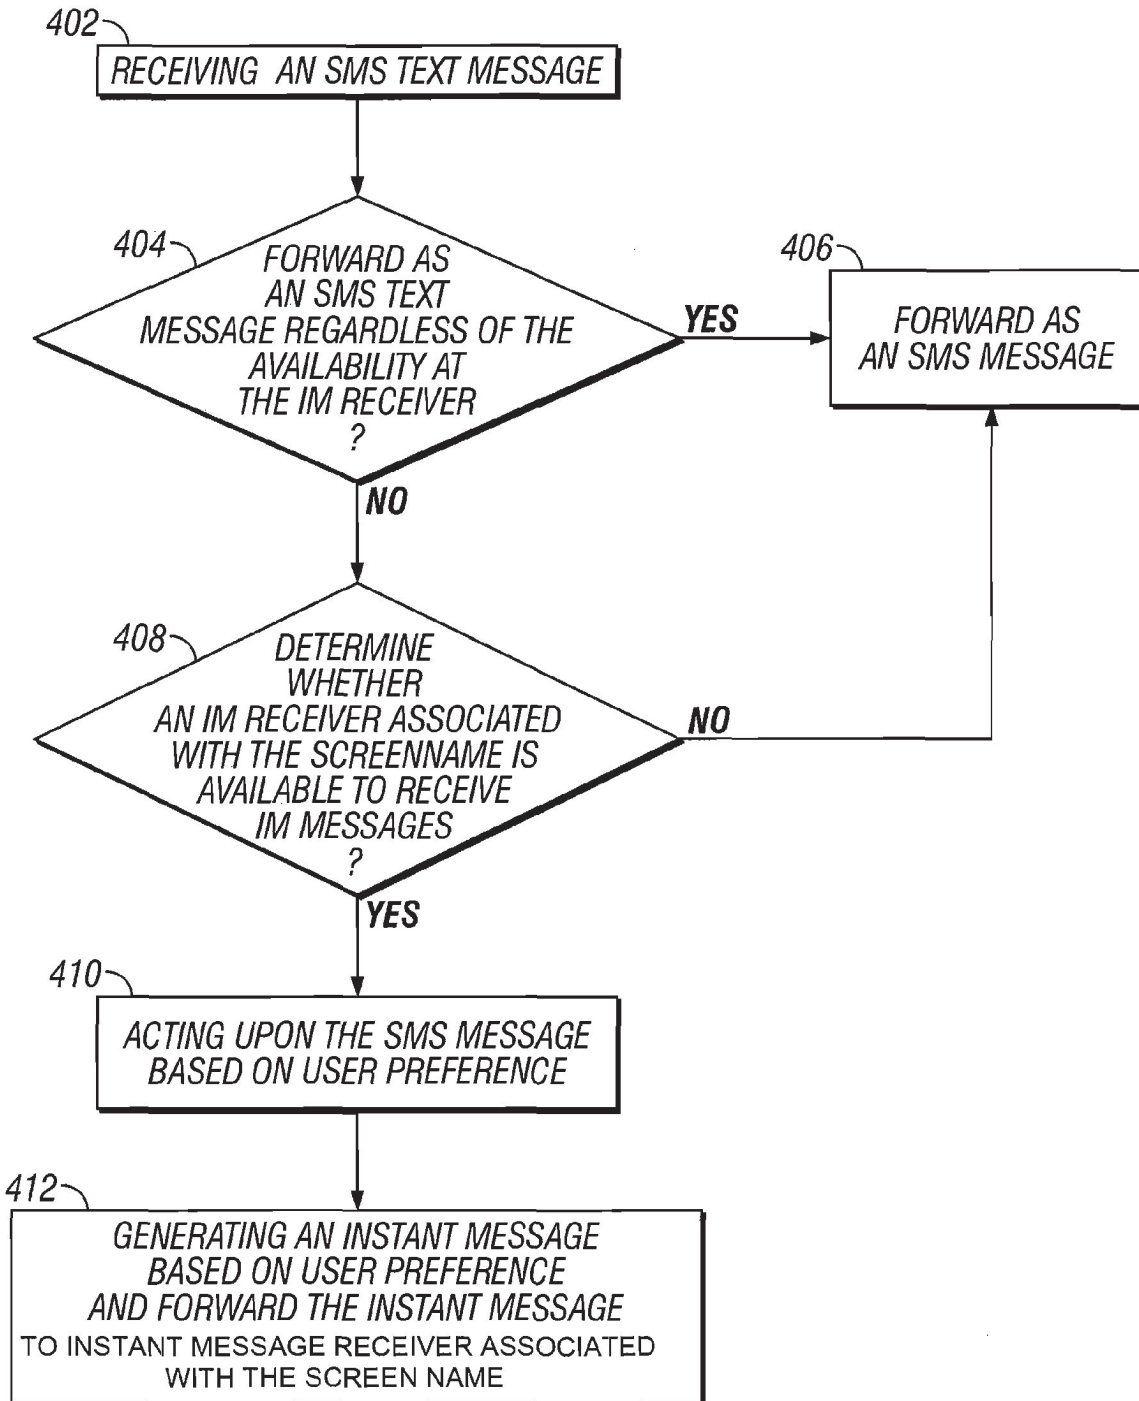 402
RECEIVING AN SMS TEXT MESSAGE
404
FORWARD AS
AN SMS TEXT
MESSAGE REGARDLESS OF THE
AVAILABILITY AT
THE IM RECEIVER
?
YES
406
FORWARD AS
AN SMS MESSAGE
NO
408
DETERMINE
WHETHER
AN IM RECEIVER ASSOCIATED
WITH THE SCREENNAME IS
AVAILABLE TO RECEIVE
IM MESSAGES
?
NO
YES
410
ACTING UPON THE SMS MESSAGE
BASED ON USER PREFERENCE
412
GENERATING AN INSTANT MESSAGE
BASED ON USER PREFERENCE
AND FORWARD THE INSTANT MESSAGE
TO INSTANT MESSAGE RECEIVER ASSOCIATED
WITH THE SCREEN NAME